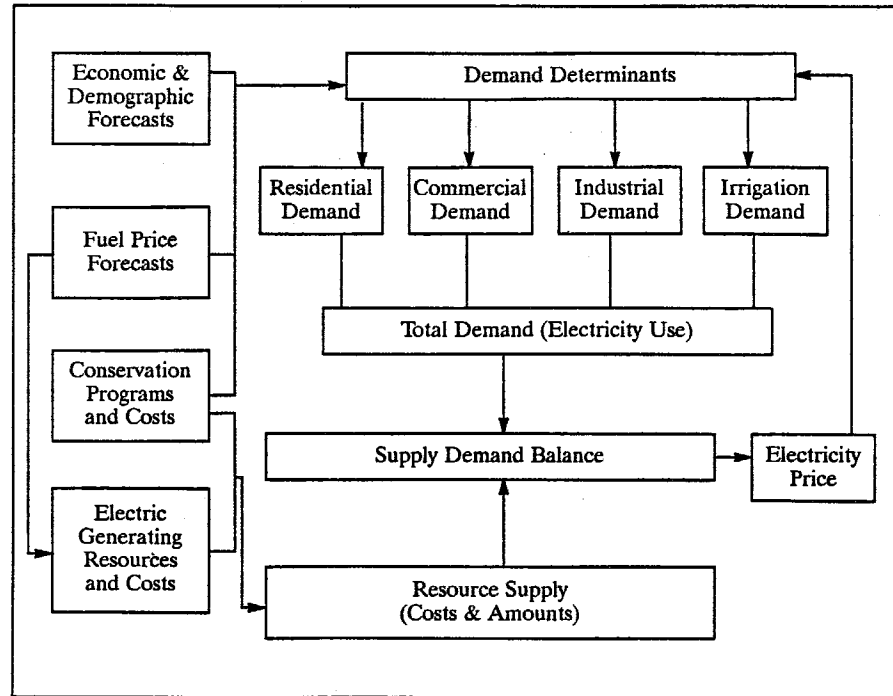 Economic &
Demographic
Forecasts
Demand Determinants
Residential
Demand
Commercial
Demand
Industrial
Demand
Irrigation
Demand
Fuel Price
Forecasts
Total Demand (Electricity Use)
Conservation
Programs
and Costs
Supply Demand Balance
Electricity
Price
Electric
Generating
Resources
and Costs
Resource Supply
(Costs & Amounts)